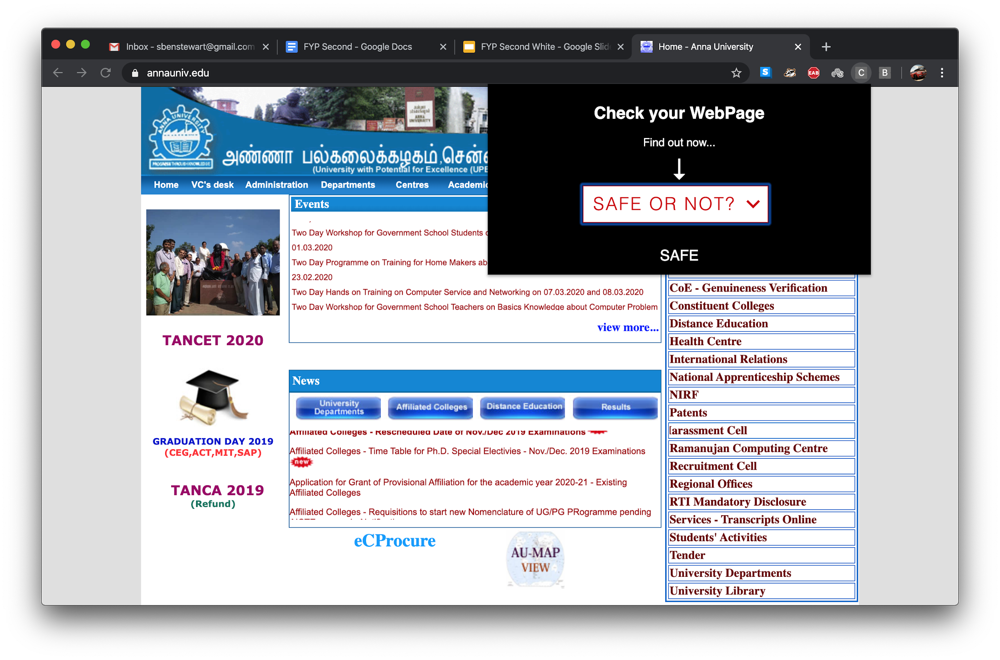 Inbox - sbenstewart@gmail.com
FYP Second - Google Docs
FYP Second White - Google Slid
Home - Anna University
annauniv.edu
S
EAB
C
B
Check your WebPage
Find out now...
SAFE OR NOT?
SAFE
ANNA UNIVERSITY
PROGRESS THROUGH KNOWLEDGE
ANNA
UNIVERSITY
அண்ணா பல்கலைக்கழகம்,சென்
(University with Potential for Excellence (UPE
Home
VC's desk
Administration
Departments
Centres
Academic
TANCET 2020
GRADUATION DAY 2019
(CEG,ACT,MIT,SAP)
TANCA 2019
(Refund)
Events
Two Day Workshop for Government School Students
01.03.2020
Two Day Programme on Training for Home Makers ab
23.02.2020
Two Day Hands on Training on Computer Service and Networking on 07.03.2020 and 08.03.2020
Two Day Workshop for Government School Teachers on Basics Knowledge about Computer Problem
view more...
News
University
Departments
Affiliated Colleges
Distance Education
Results
Affiliated Colleges - Rescheduled Date of Nov./Dec 2019 Examinations
Affiliated Colleges - Time Table for Ph.D. Special Electivies - Nov./Dec. 2019 Examinations
new
Application for Grant of Provisional Affiliation for the academic year 2020-21 - Existing
Affiliated Colleges
Affiliated Colleges - Requisitions to start new Nomenclature of UG/PG PRogramme pending
eCProcure
AU-MAP
VIEW
CoE - Genuineness Verification
Constituent Colleges
Distance Education
Health Centre
International Relations
National Apprenticeship Schemes
NIRF
Patents
arassment Cell
Ramanujan Computing Centre
Recruitment Cell
Regional Offices
RTI Mandatory Disclosure
Services - Transcripts Online
Students' Activities
Tender
University Departments
University Library